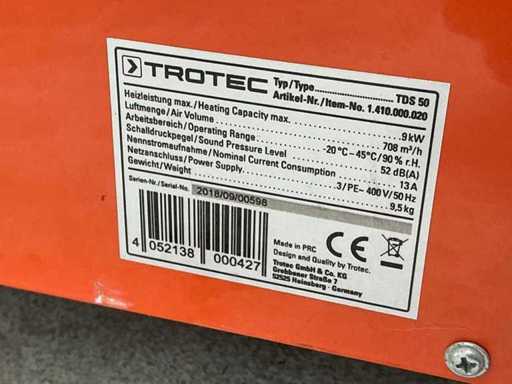 TROTEC
Typ/Type.............................. TDS 50
Artikel-Nr./Item-No. 1.410.000.020
Heizleistung max./Heating Capacity max. 9 kW
Luftmenge/Air Volume 708 m³/h
Arbeitsbereich/Operating Range -20°C-45°C/90% r.H.
Schalldruckpegel/Sound Pressure Level 52 dB(A)
Nennstromaufnahme/Nominal Current Consumption 13 A
Netzanschluss/Power Supply 3/PE~400V/50Hz
Gewicht/Weight 9,5kg
Serien-Nr./Serial-No. 2018/09/00598
4 052138 000427
Made in PRC
Design and Quality by Trotec.
Trotec GmbH & Co. KG
Grebbener Straße 7
52525 Heinsberg - Germany
CE